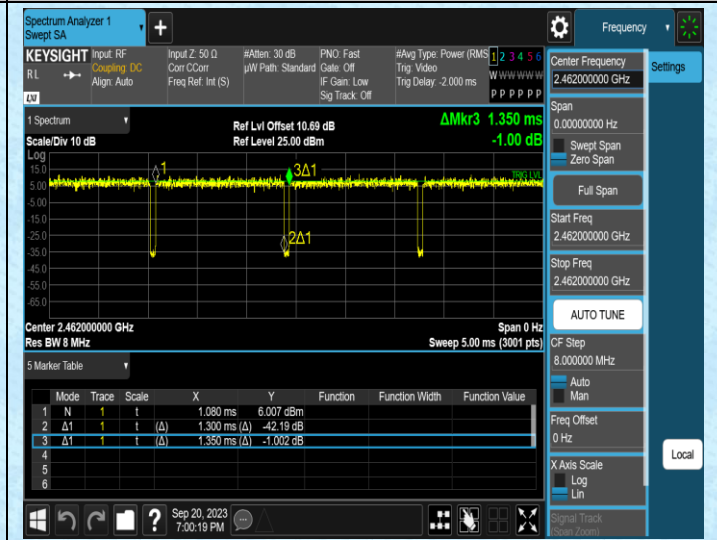 Spectrum Analyzer 1
Swept SA
+
Frequency
KEYSIGHT
RL
LXI
Input: RF
Coupling: DC
Align: Auto
Input Z: 50 Ω
Corr CCorr
Freq Ref: Int (S)
#Atten: 30 dB
µW Path: Standard
PNO: Fast
Gate: Off
IF Gain: Low
Sig Track: Off
#Avg Type: Power (RMS
Trig: Video
Trig Delay: -2.000 ms
1 2 3 4 5 6
W W W W W W
P P P P P P
1 Spectrum
Scale/Div 10 dB
Ref Lvl Offset 10.69 dB
Ref Level 25.00 dBm
ΔMkr3 1.350 ms
-1.00 dB
Log
15.0
5.00
-5.00
-15.0
-25.0
-35.0
-45.0
-55.0
-65.0
1
3Δ1
TRIG LVL
2Δ1
Center 2.462000000 GHz
Res BW 8 MHz
Span 0 Hz
Sweep 5.00 ms (3001 pts)
5 Marker Table
Mode Trace Scale X Y Function Function Width Function Value
1 N 1 t 1.080 ms 6.007 dBm
2 Δ1 1 t (Δ) 1.300 ms (Δ) -42.19 dB
3 Δ1 1 t (Δ) 1.350 ms (Δ) -1.002 dB
4
5
6
?
Sep 20, 2023
7:00:19 PM
Center Frequency
2.462000000 GHz
Span
0.00000000 Hz
Swept Span
Zero Span
Full Span
Start Freq
2.462000000 GHz
Stop Freq
2.462000000 GHz
AUTO TUNE
CF Step
8.000000 MHz
Auto
Man
Freq Offset
0 Hz
X Axis Scale
Log
Lin
Signal Track
(Span Zoom)
Settings
Local